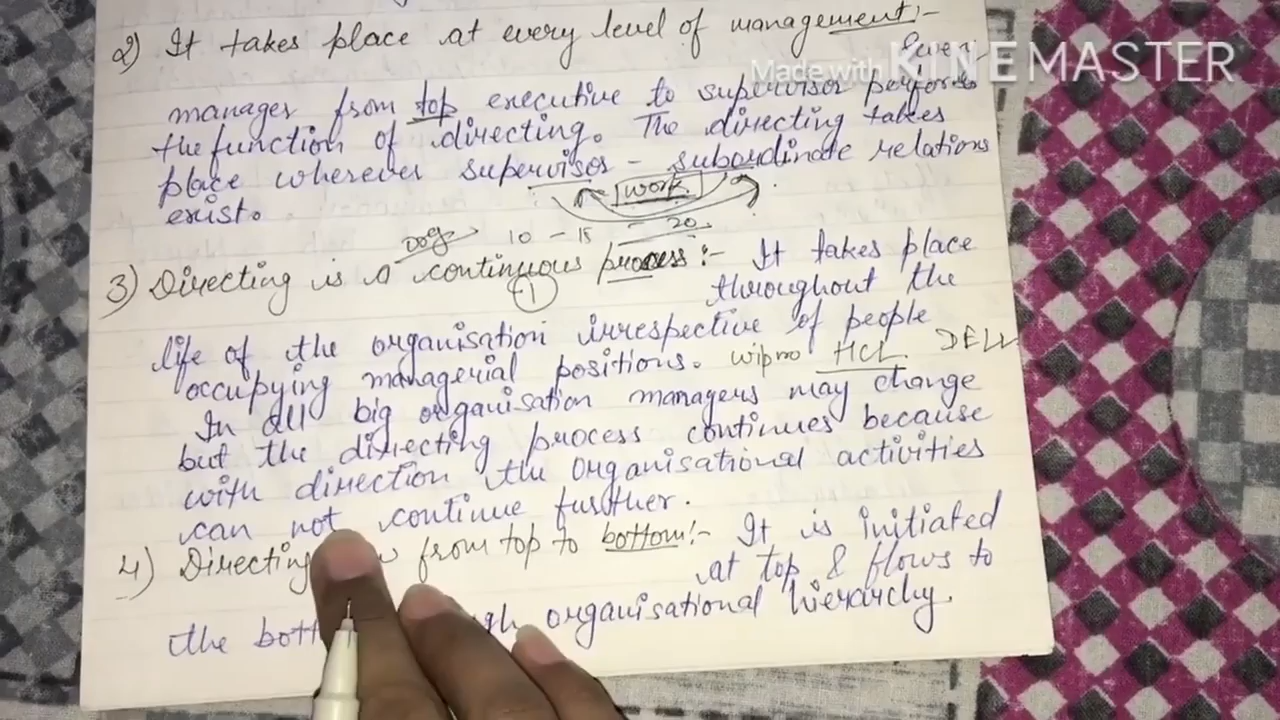 2) It takes place at every level of management:-
Every
Made with KINEMASTER
manager from top executive to supervisor performs
the function of directing. The directing takes
place wherever supervisor - subordinate relations
exist.
work
10 - 15 - 20
3) Directing is a continuous process :- It takes place
1
throughout the
life of the organisation irrespective of people
occupying managerial positions. wipro HCL DELL
In all big organisation managers may change
but the directing process continues because
with direction the organisational activities
can not continue further.
4) Directing from top to bottom:- It is initiated
at top & flows to
the organisational hierarchy.